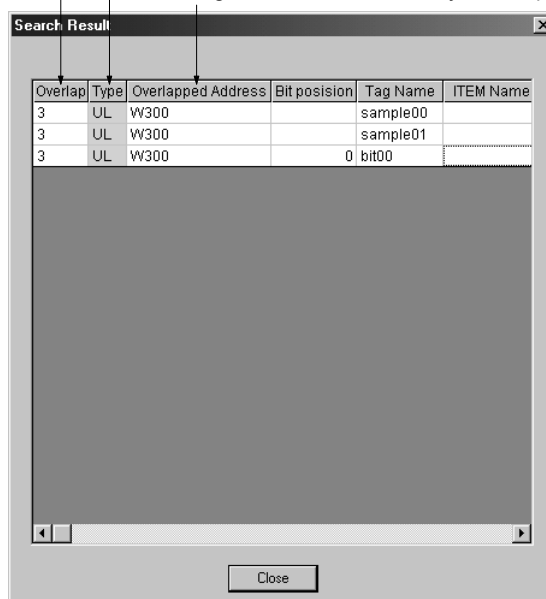 Search Result
Overlap Type Overlapped Address Bit posision Tag Name ITEM Name
3 UL W300 sample00
3 UL W300 sample01
3 UL W300 0 bit00
Close